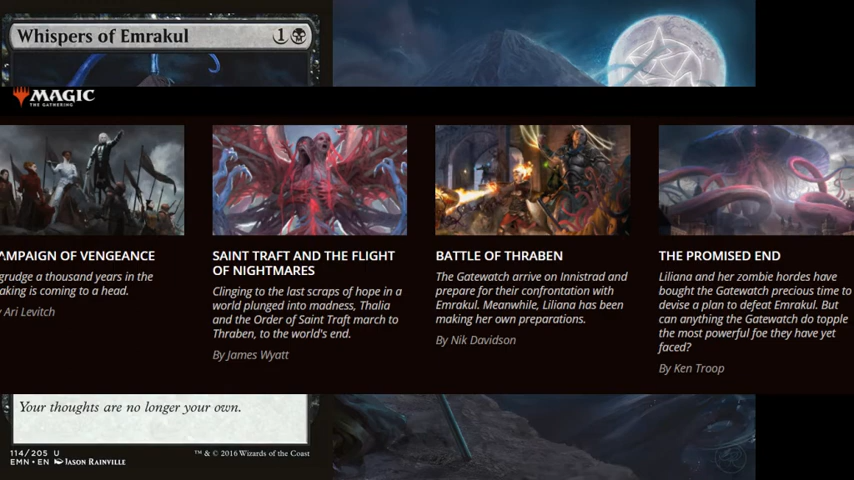 Whispers of Emrakul
1
MAGIC
THE GATHERING
AMPAIGN OF VENGEANCE
grudge a thousand years in the
aking is coming to a head.
y Ari Levitch
SAINT TRAFT AND THE FLIGHT
OF NIGHTMARES
Clinging to the last scraps of hope in a
world plunged into madness, Thalia
and the Order of Saint Traft march to
Thraben, to the world's end.
By James Wyatt
BATTLE OF THRABEN
The Gatewatch arrive on Innistrad and
prepare for their confrontation with
Emrakul. Meanwhile, Liliana has been
making her own preparations.
By Nik Davidson
THE PROMISED END
Liliana and her zombie hordes have
bought the Gatewatch precious time to
devise a plan to defeat Emrakul. But
can anything the Gatewatch do topple
the most powerful foe they have yet
faced?
By Ken Troop
Your thoughts are no longer your own.
114/205 U
EMN • EN Jason Rainville
™ & © 2016 Wizards of the Coast